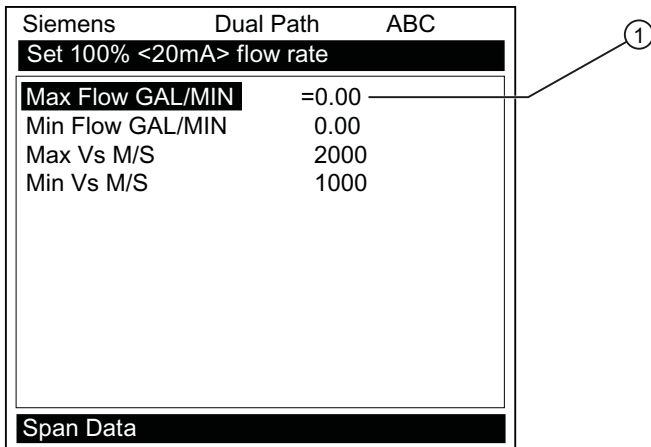 Siemens Dual Path ABC
Set 100% <20mA> flow rate
Max Flow GAL/MIN =0.00
Min Flow GAL/MIN 0.00
Max Vs M/S 2000
Min Vs M/S 1000
Span Data
1